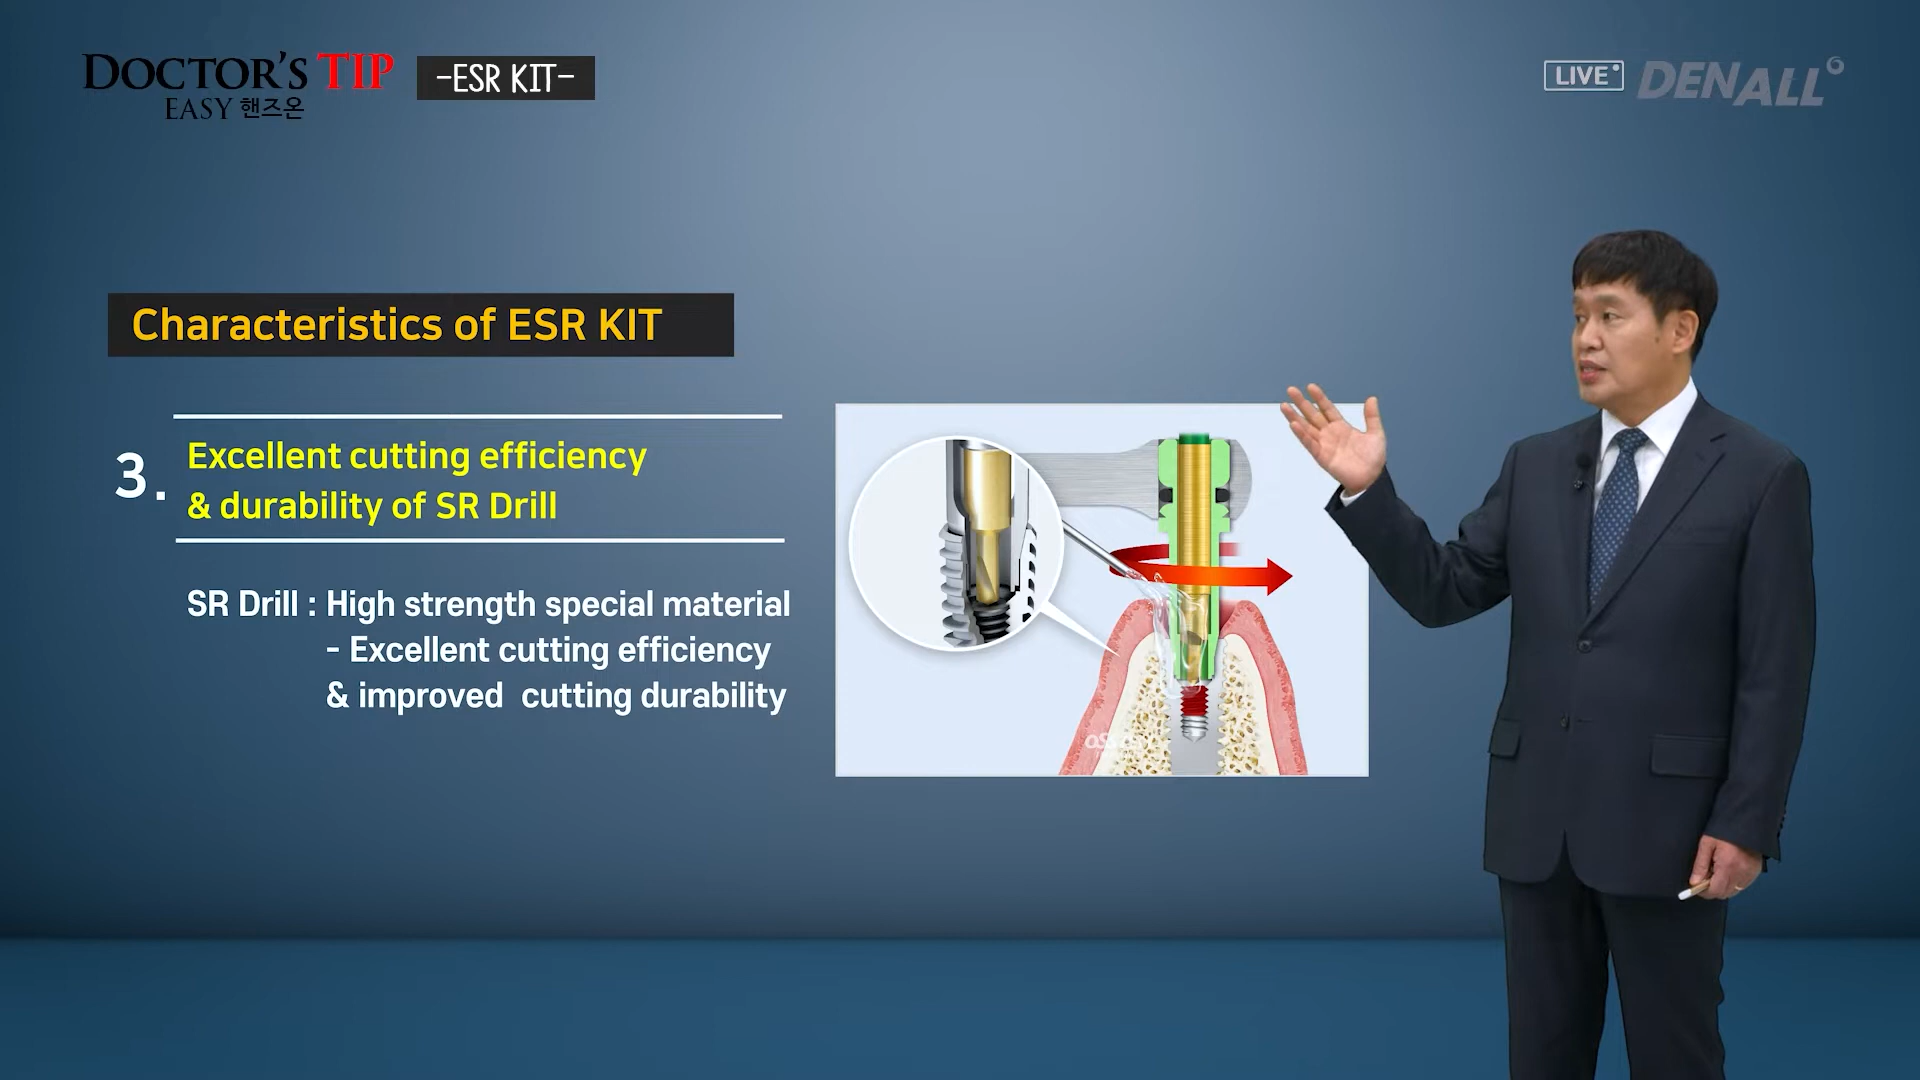 DOCTOR'S TIP
EASY 핸즈온
-ESR KIT-
LIVE
DENALL
Characteristics of ESR KIT
3.
Excellent cutting efficiency
& durability of SR Drill
SR Drill : High strength special material
- Excellent cutting efficiency
& improved cutting durability